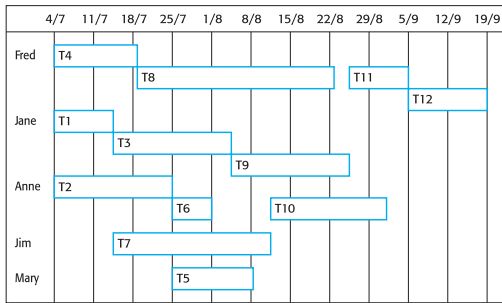 4/7 11/7 18/7 25/7 1/8 8/8 15/8 22/8 29/8 5/9 12/9 19/9
Fred T4
T8 T11
T12
Jane T1
T3
T9
Anne T2
T6 T10
Jim T7
Mary T5